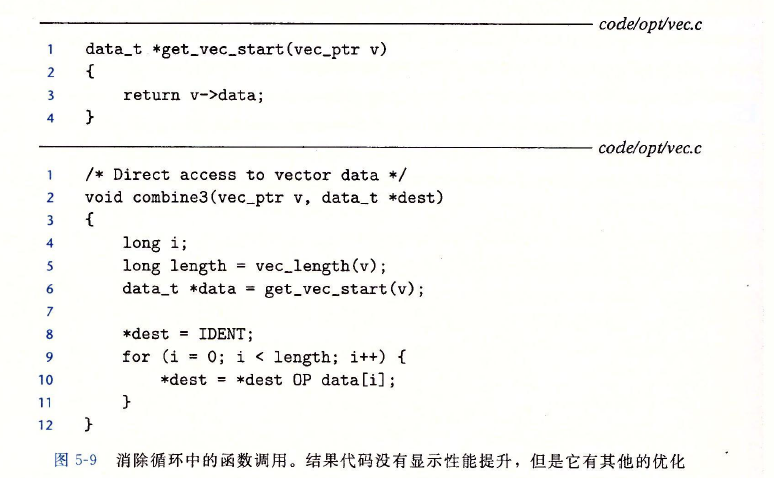 code/opt/vec.c
1 data_t *get_vec_start(vec_ptr v)
2 {
3     return v->data;
4 }
code/opt/vec.c
1 /* Direct access to vector data */
2 void combine3(vec_ptr v, data_t *dest)
3 {
4     long i;
5     long length = vec_length(v);
6     data_t *data = get_vec_start(v);
7
8     *dest = IDENT;
9     for (i = 0; i < length; i++) {
10         *dest = *dest OP data[i];
11     }
12 }
图 5-9 消除循环中的函数调用。结果代码没有显示性能提升，但是它有其他的优化